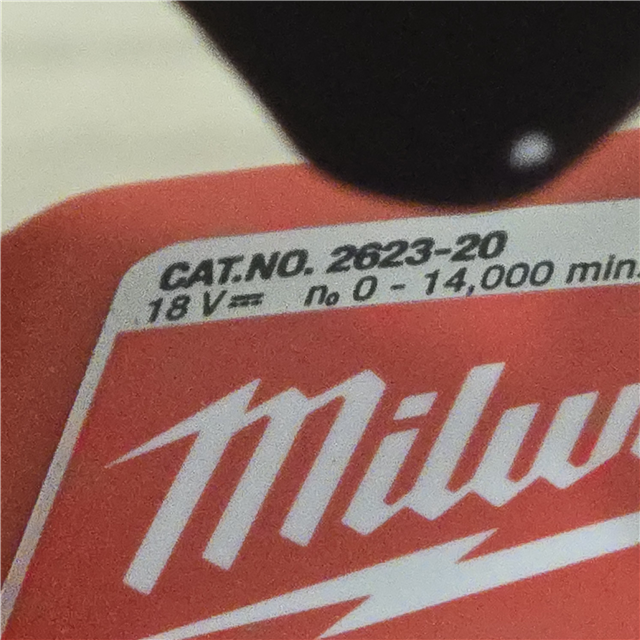 CAT.NO. 2623-20
18 V⎓ n₀ 0 - 14,000 min.
Milw